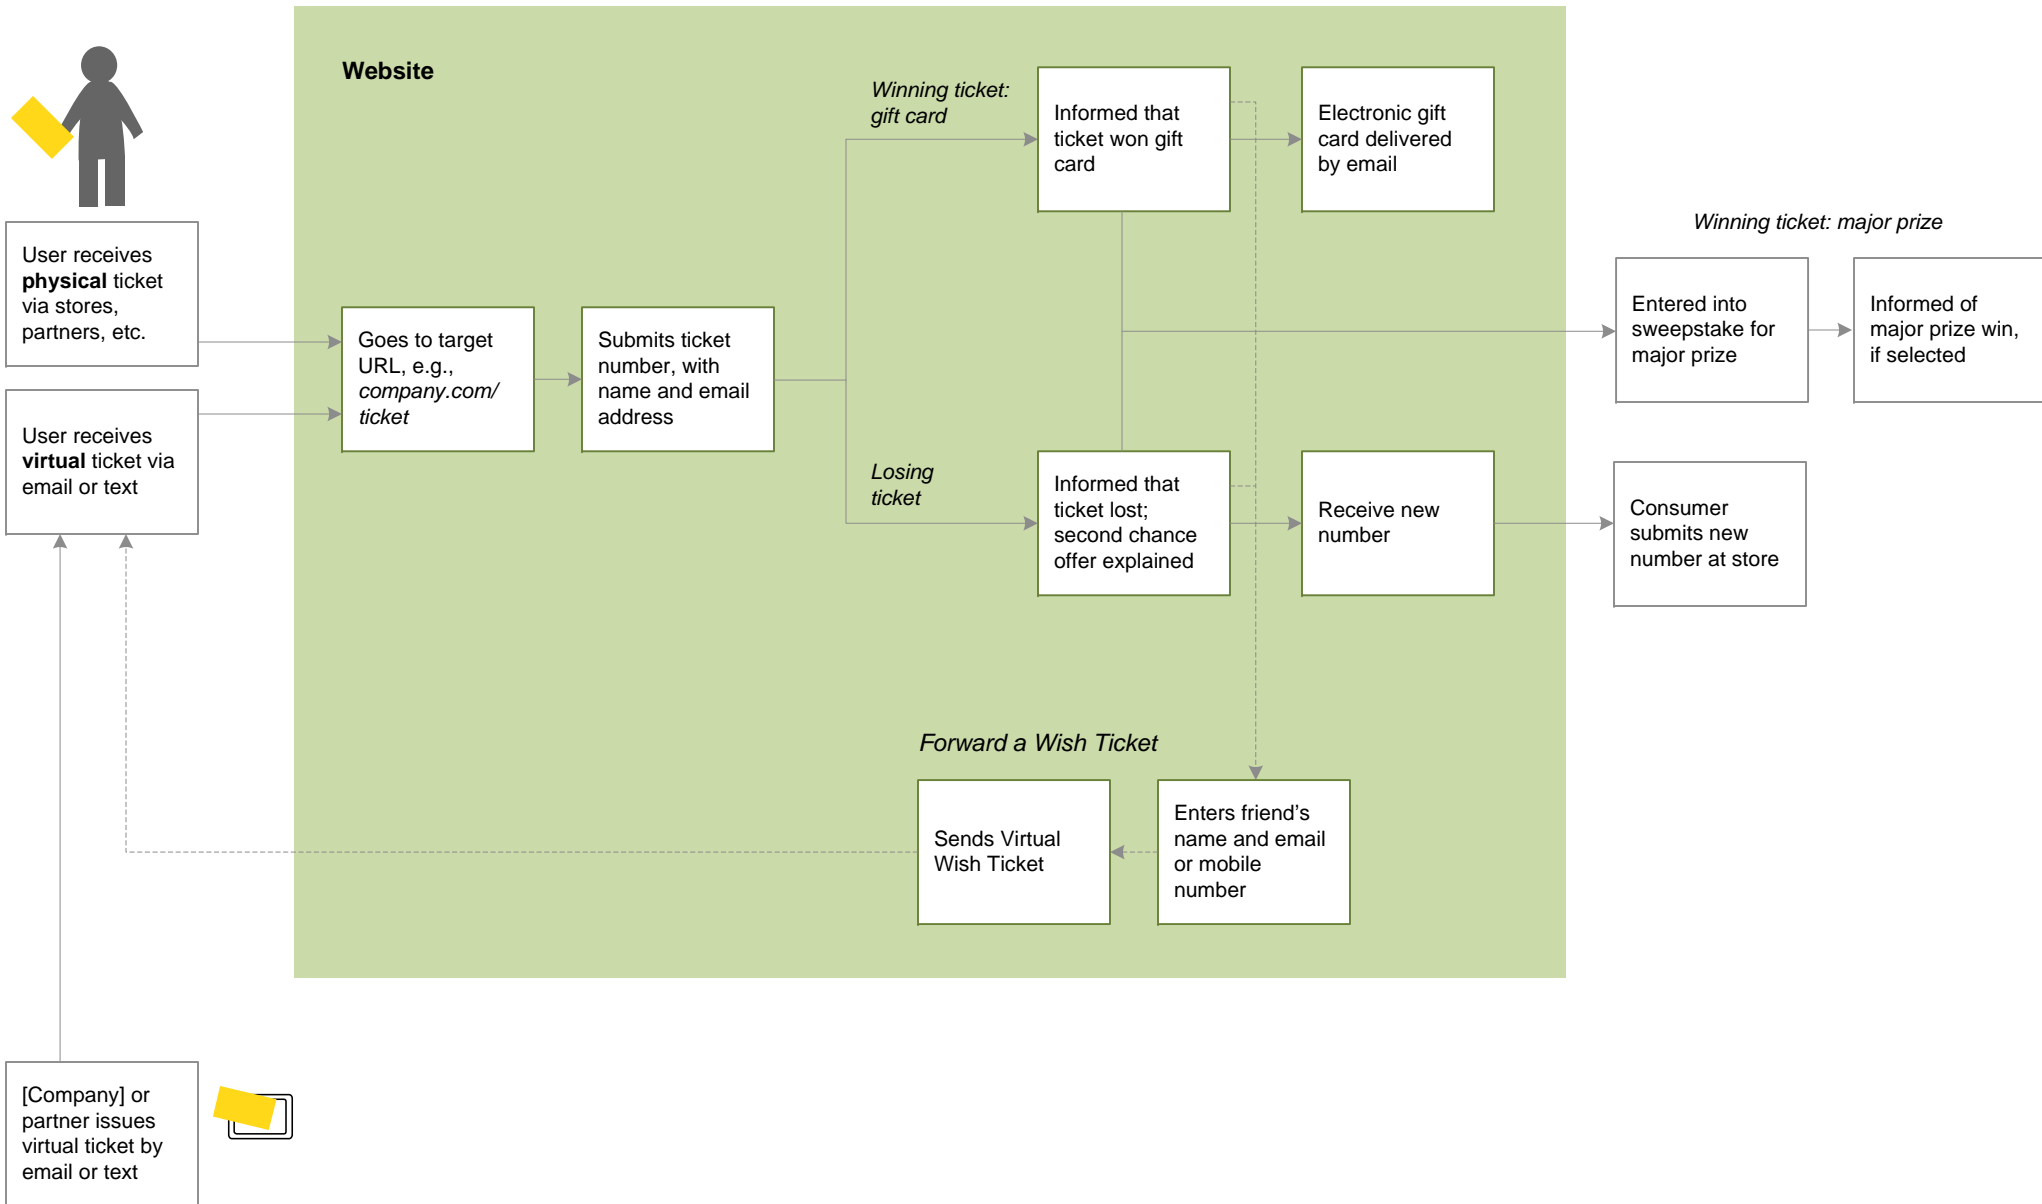 Website
User receives
physical ticket
via stores,
partners, etc.
User receives
virtual ticket via
email or text
[Company] or
partner issues
virtual ticket by
email or text
Goes to target
URL, e.g.,
company.com/
ticket
Submits ticket
number, with
name and email
address
Winning ticket:
gift card
Informed that
ticket won gift
card
Electronic gift
card delivered
by email
Losing
ticket
Informed that
ticket lost;
second chance
offer explained
Receive new
number
Winning ticket: major prize
Entered into
sweepstake for
major prize
Informed of
major prize win,
if selected
Consumer
submits new
number at store
Forward a Wish Ticket
Sends Virtual
Wish Ticket
Enters friend’s
name and email
or mobile
number